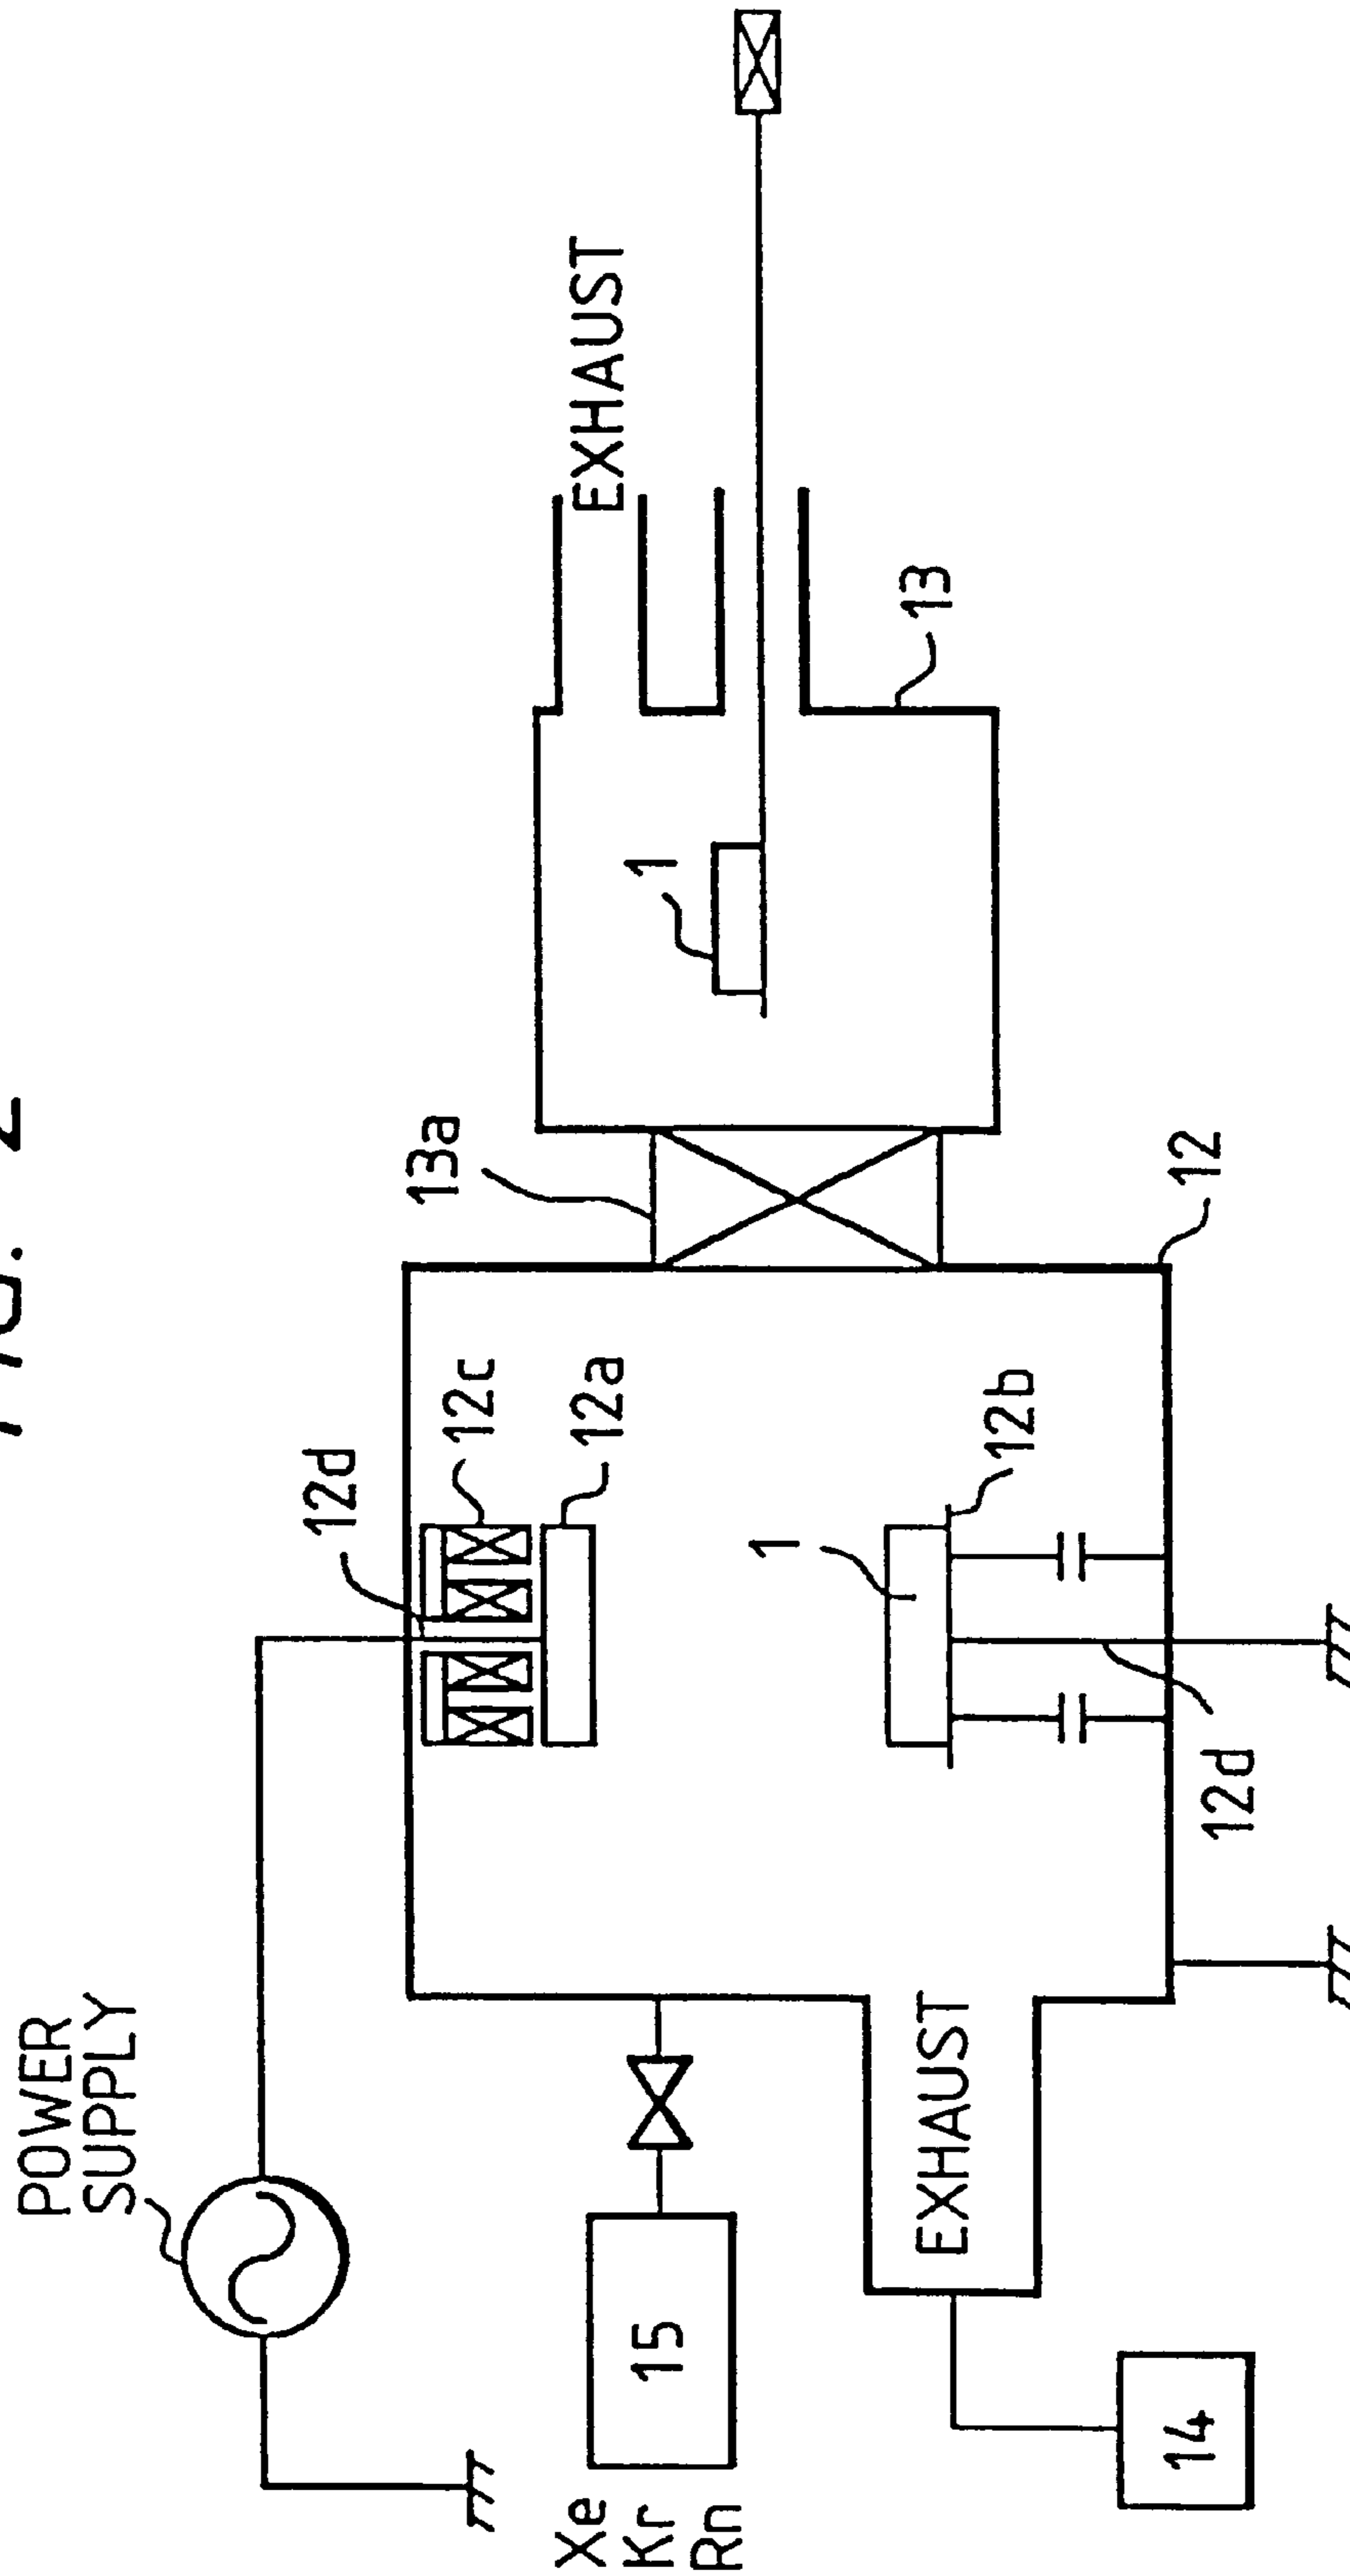 FIG. 2
POWER
SUPPLY
12d
12c
12a
13a
EXHAUST
1
13
Xe
Kr
Rn
15
1
12b
12
EXHAUST
12d
14